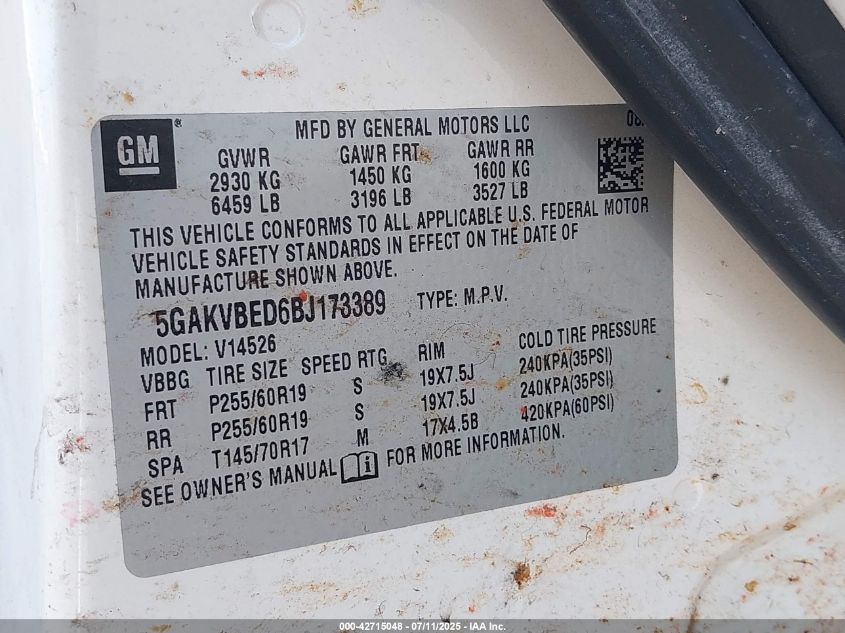 MFD BY GENERAL MOTORS LLC
GM
GVWR GAWR FRT GAWR RR
2930 KG 1450 KG 1600 KG
6459 LB 3196 LB 3527 LB
THIS VEHICLE CONFORMS TO ALL APPLICABLE U.S. FEDERAL MOTOR
VEHICLE SAFETY STANDARDS IN EFFECT ON THE DATE OF
MANUFACTURE SHOWN ABOVE.
5GAKVBED6BJ173389 TYPE: M.P.V.
MODEL: V14526
VBBG TIRE SIZE SPEED RTG RIM COLD TIRE PRESSURE
FRT P255/60R19 S 19X7.5J 240KPA(35PSI)
RR P255/60R19 S 19X7.5J 240KPA(35PSI)
SPA T145/70R17 M 17X4.5B 420KPA(60PSI)
SEE OWNER'S MANUAL FOR MORE INFORMATION.
000-42715048 - 07/11/2025 - IAA Inc.